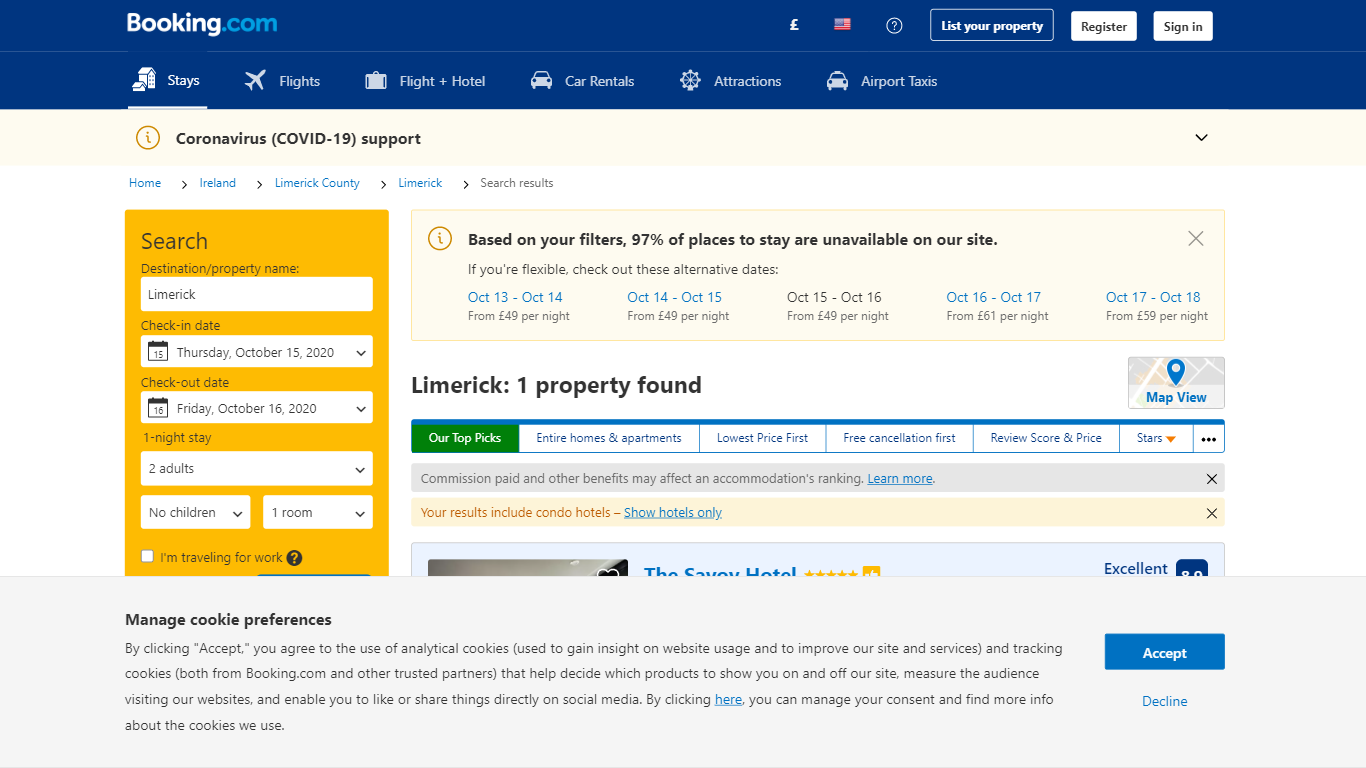 Booking.com
£
List your property
Register
Sign in
Stays
Flights
Flight + Hotel
Car Rentals
Attractions
Airport Taxis
Coronavirus (COVID-19) support
Home
Ireland
Limerick County
Limerick
Search results
Search
Destination/property name:
Limerick
Check-in date
15
Thursday, October 15, 2020
Check-out date
16
Friday, October 16, 2020
1-night stay
2 adults
No children
1 room
I'm traveling for work
Based on your filters, 97% of places to stay are unavailable on our site.
If you're flexible, check out these alternative dates:
Oct 13 - Oct 14
From £49 per night
Oct 14 - Oct 15
From £49 per night
Oct 15 - Oct 16
From £49 per night
Oct 16 - Oct 17
From £61 per night
Oct 17 - Oct 18
From £59 per night
Limerick: 1 property found
Map View
Our Top Picks
Entire homes & apartments
Lowest Price First
Free cancellation first
Review Score & Price
Stars
Commission paid and other benefits may affect an accommodation's ranking. Learn more.
Your results include condo hotels – Show hotels only
The Savoy Hotel
Excellent
8.9
Manage cookie preferences
By clicking "Accept," you agree to the use of analytical cookies (used to gain insight on website usage and to improve our site and services) and tracking
cookies (both from Booking.com and other trusted partners) that help decide which products to show you on and off our site, measure the audience
visiting our websites, and enable you to like or share things directly on social media. By clicking here, you can manage your consent and find more info
about the cookies we use.
Accept
Decline